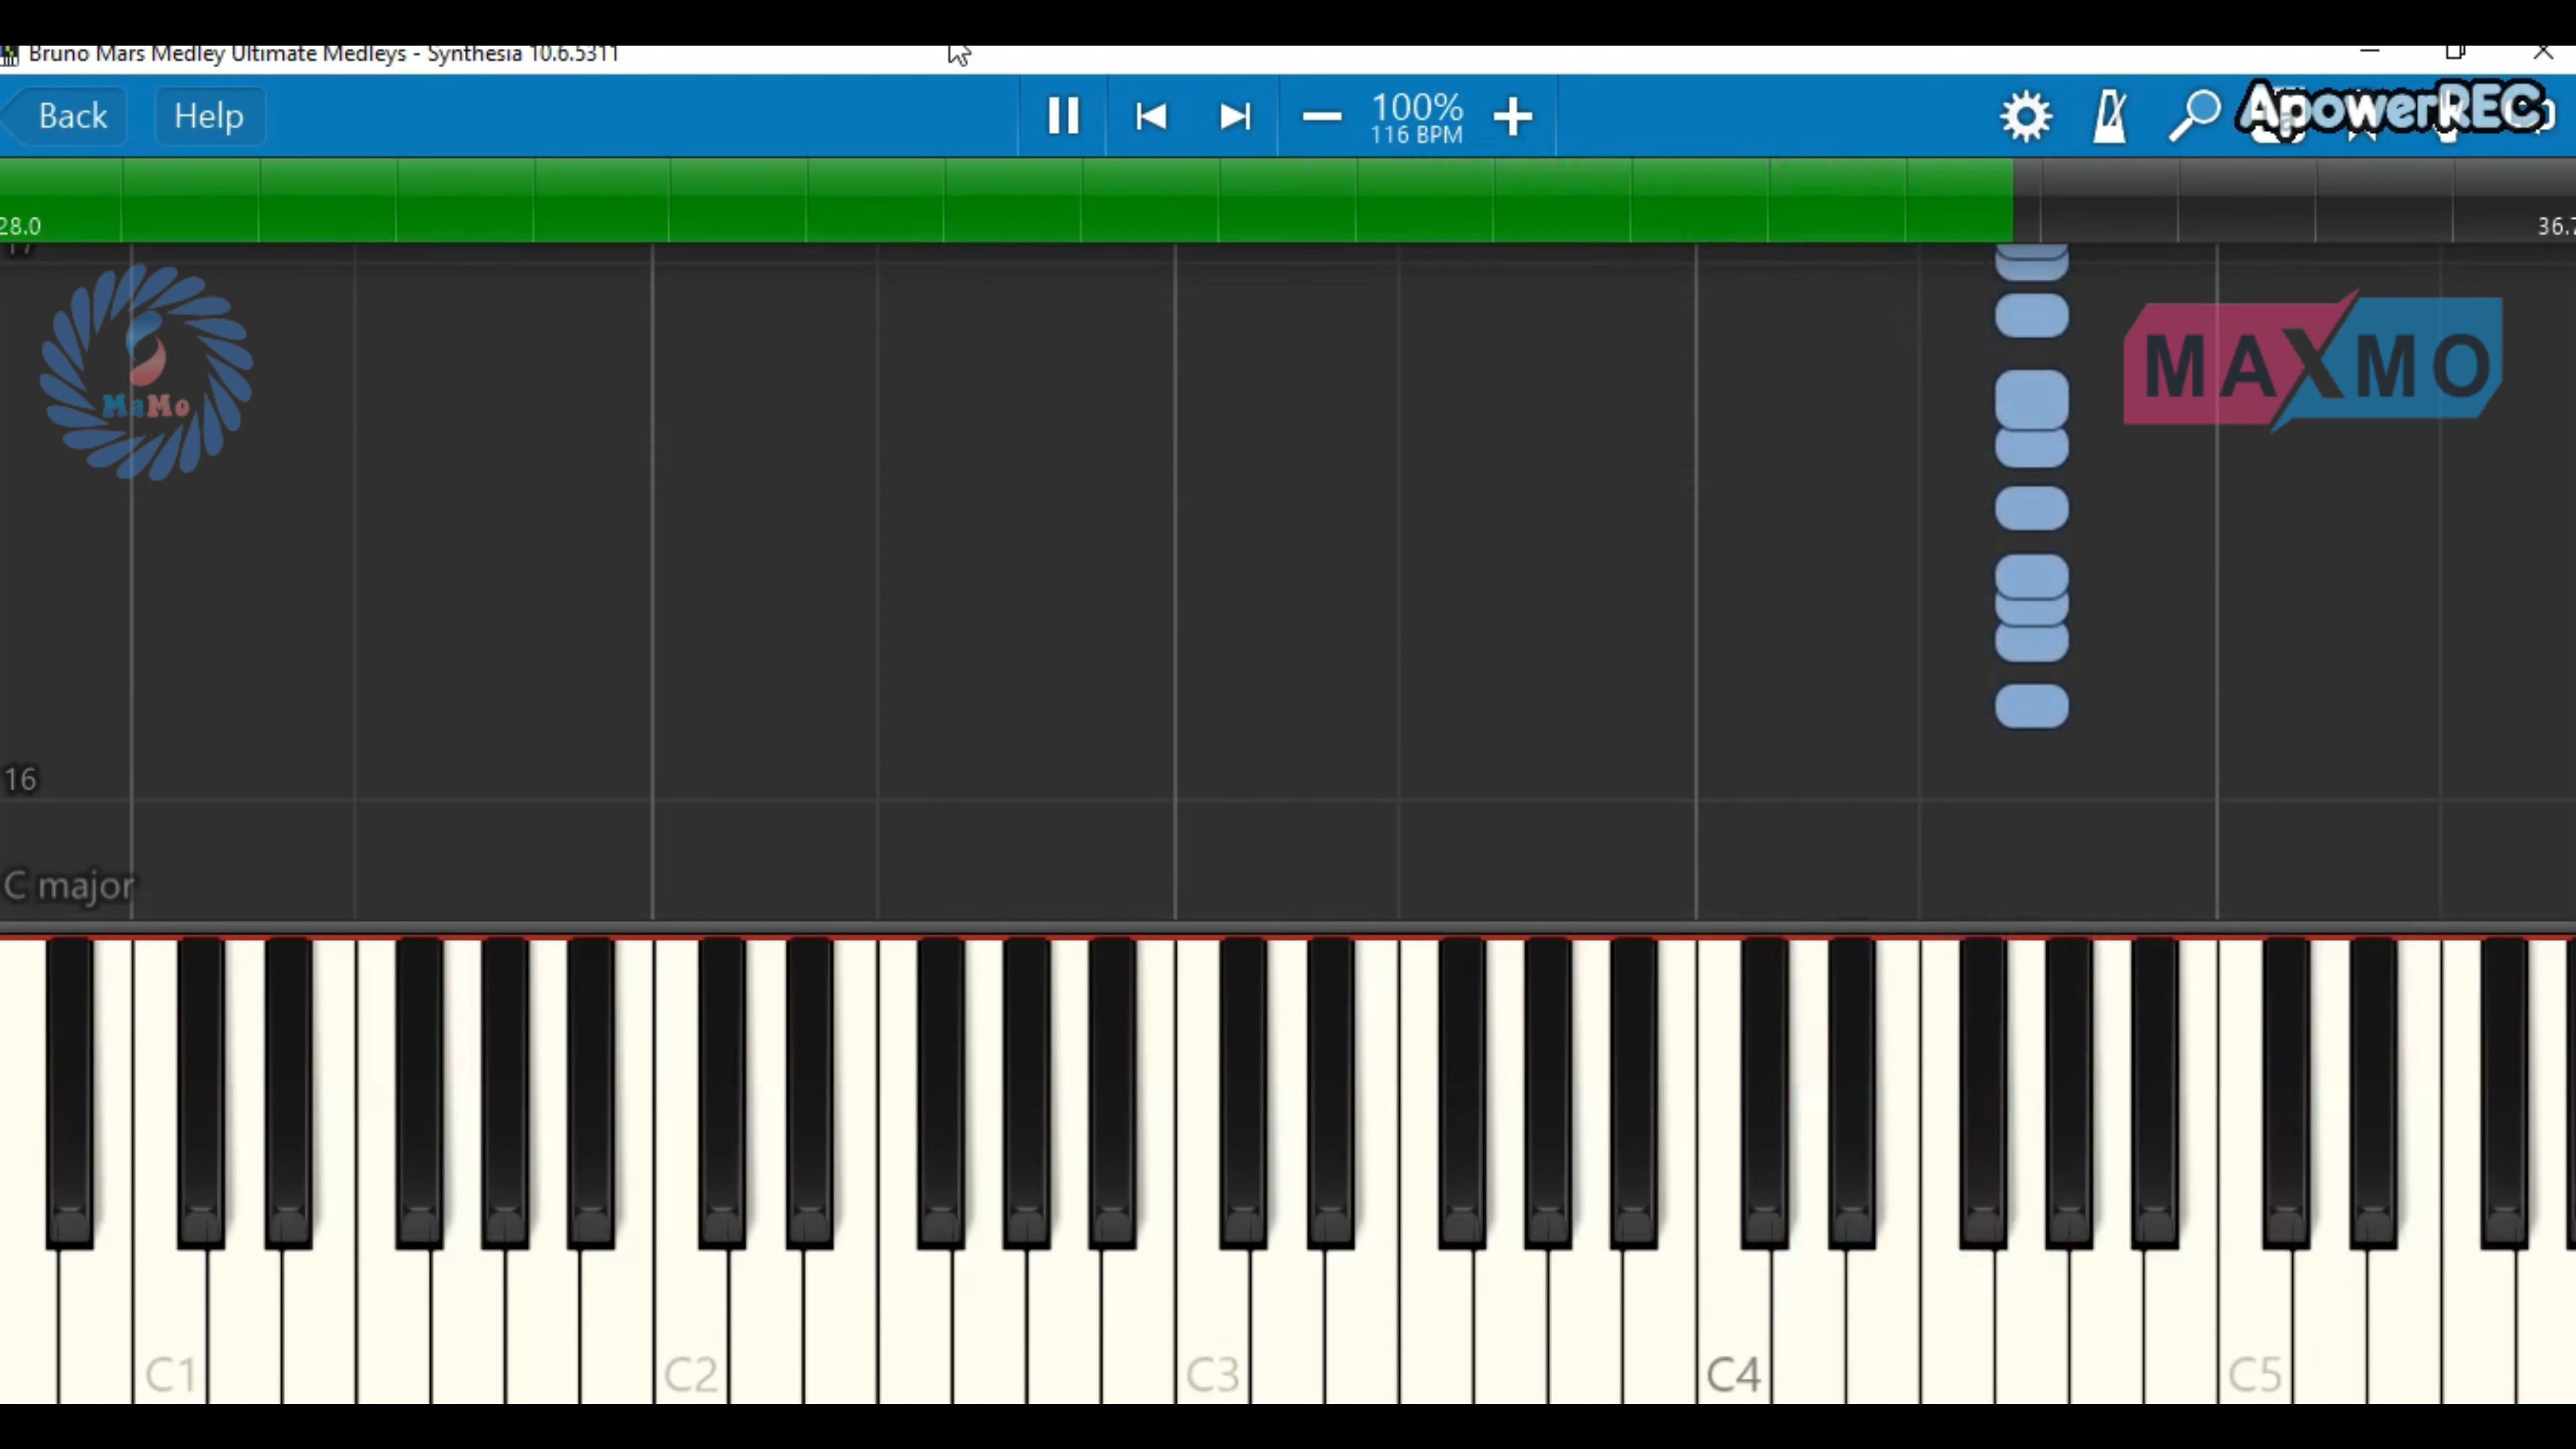 Bruno Mars Medley Ultimate Medleys - Synthesia 10.6.5311
Back
Help
100%
116 BPM
ApowerREC
28.0
36.7
17
MaMo
MAXMO
16
C major
C1
C2
C3
C4
C5